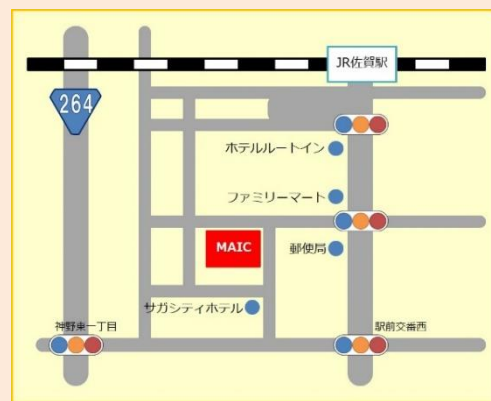 JR佐賀駅
264
ホテルルートイン
ファミリーマート
MAIC
郵便局
サガシティホテル
神野東一丁目
駅前交番西